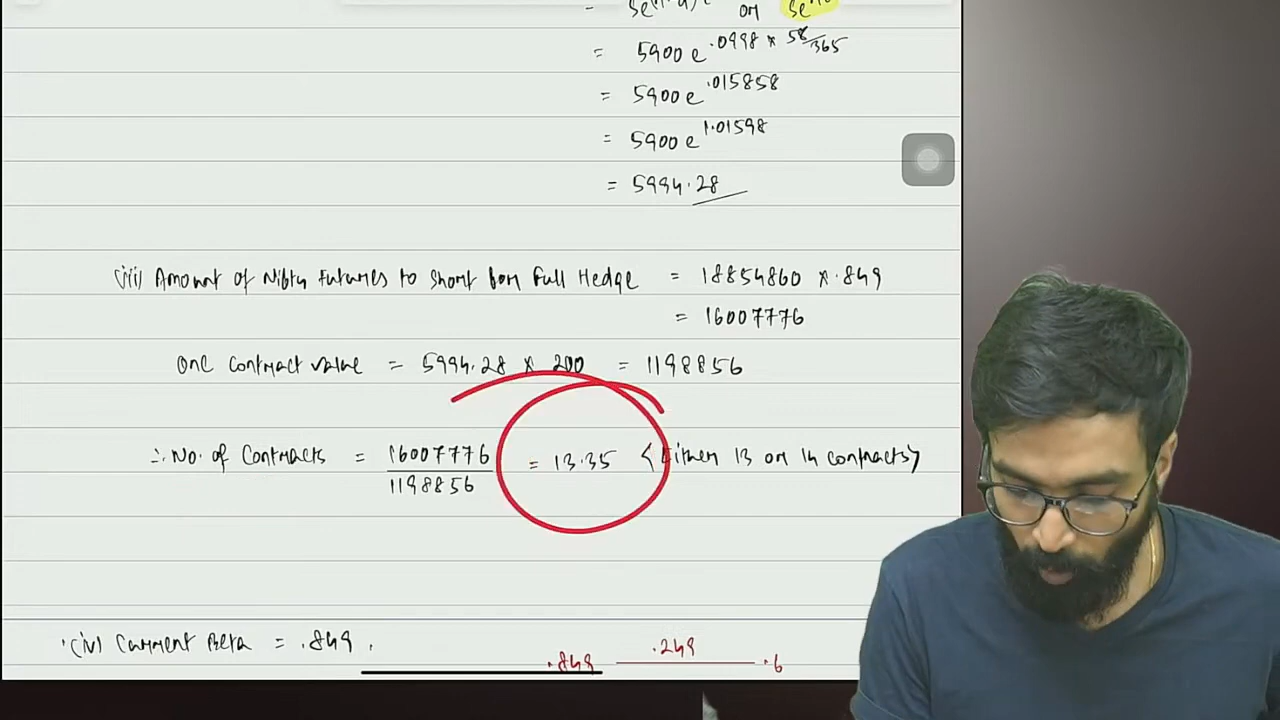 = Se⁽ʳ⁻ʸ⁾ᵗ or
= 5900 e^.0998 × 58/365
= 5900 e^.015858
= 5900 e^1.01598
= 5994.28
(iii) Amount of Nifty Futures to Short for Full Hedge = 18854860 × .849
= 16007776
One Contract Value = 5994.28 × 200 = 1198856
∴ No. of Contracts = 16007776 / 1198856 = 13.35 <Either 13 or 14 contracts>
(iv) Current Beta = .849.
.849 .249 .6